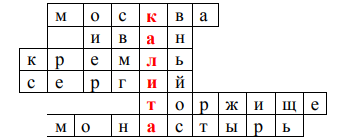 москва
иван
кремль
сергий
торжище
монастырь